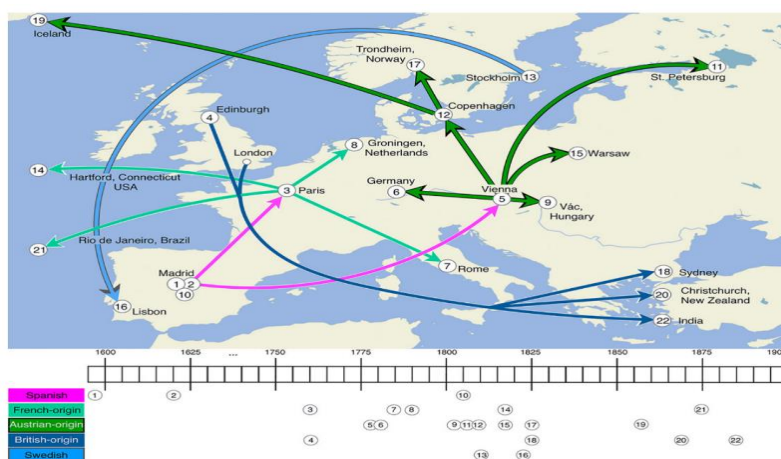 19
Iceland
Trondheim,
Norway
17
Stockholm
13
11
St. Petersburg
Edinburgh
4
Copenhagen
12
London
8
Groningen,
Netherlands
15
Warsaw
14
Hartford, Connecticut
USA
3
Paris
Germany
6
Vienna
5
9
Vác,
Hungary
21
Rio de Janeiro, Brazil
Madrid
1
2
10
7
Rome
18
Sydney
16
Lisbon
20
Christchurch,
New Zealand
22
India
1600
1625
...
1750
1775
1800
1825
1850
1875
1900
Spanish
1
2
10
French-origin
3
7
8
14
21
Austrian-origin
5
6
9
11
12
15
17
19
British-origin
4
18
20
22
Swedish
13
16